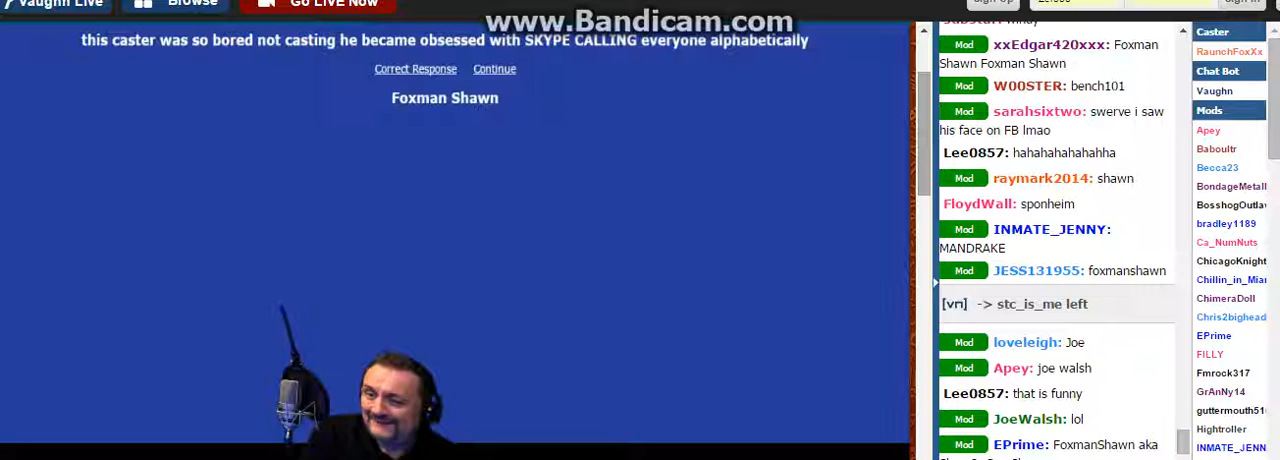 Vaughn Live
Browse
Go LIVE Now
www.Bandicam.com
Sign Up
Sign In
this caster was so bored not casting he became obsessed with SKYPE CALLING everyone alphabetically
Correct Response Continue
Foxman Shawn
Mod xxEdgar420xxx: Foxman
Shawn Foxman Shawn
Mod W00STER: bench101
Mod sarahsixtwo: swerve i saw
his face on FB lmao
Lee0857: hahahahahahahha
Mod raymark2014: shawn
FloydWall: sponheim
Mod INMATE_JENNY:
MANDRAKE
Mod JESS131955: foxmanshawn
[vn] -> stc_is_me left
Mod loveleigh: Joe
Mod Apey: joe walsh
Lee0857: that is funny
Mod JoeWalsh: lol
Mod EPrime: FoxmanShawn aka
Caster
RaunchFoxXx
Chat Bot
Vaughn
Mods
Apey
Baboultr
Becca23
BondageMetall
BosshogOutlaw
bradley1189
Ca_NumNuts
ChicagoKnight
Chillin_in_Miam
ChimeraDoll
Chris2bighead
EPrime
FILLY
Fmrock317
GrAnNy14
guttermouth510
Hightroller
INMATE_JENN